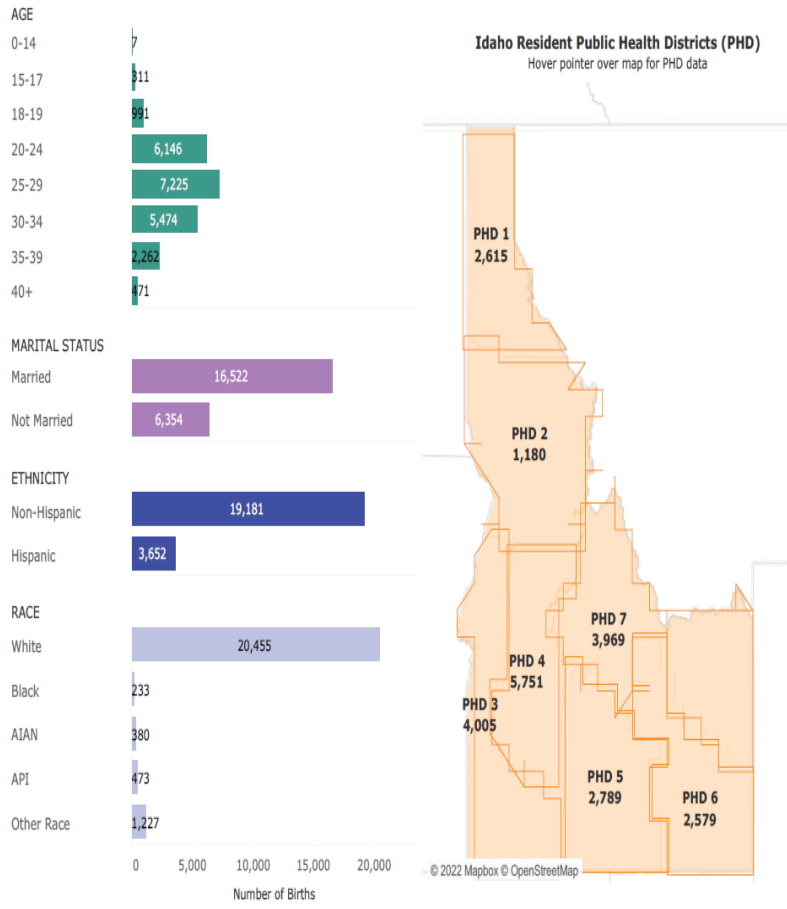 AGE
0-14 7
15-17 311
18-19 991
20-24 6,146
25-29 7,225
30-34 5,474
35-39 2,262
40+ 471
MARITAL STATUS
Married 16,522
Not Married 6,354
ETHNICITY
Non-Hispanic 19,181
Hispanic 3,652
RACE
White 20,455
Black 233
AIAN 380
API 473
Other Race 1,227
0 5,000 10,000 15,000 20,000
Number of Births
Idaho Resident Public Health Districts (PHD)
Hover pointer over map for PHD data
PHD 1
2,615
PHD 2
1,180
PHD 7
3,969
PHD 4
5,751
PHD 3
4,005
PHD 5
2,789
PHD 6
2,579
© 2022 Mapbox © OpenStreetMap